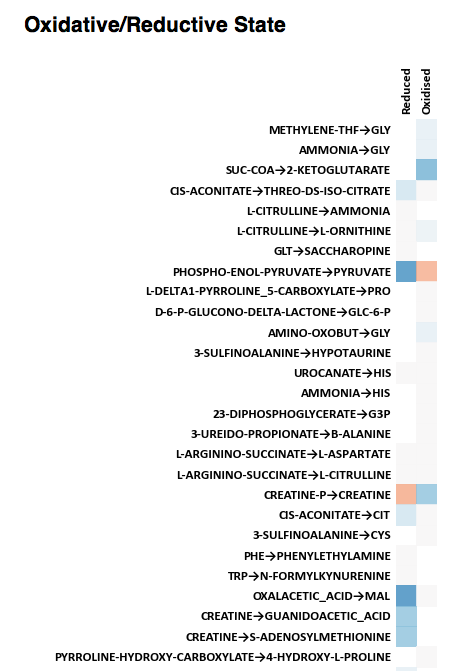 Oxidative/Reductive State
Reduced
Oxidised
METHYLENE-THF→GLY
AMMONIA→GLY
SUC-COA→2-KETOGLUTARATE
CIS-ACONITATE→THREO-DS-ISO-CITRATE
L-CITRULLINE→AMMONIA
L-CITRULLINE→L-ORNITHINE
GLT→SACCHAROPINE
PHOSPHO-ENOL-PYRUVATE→PYRUVATE
L-DELTA1-PYRROLINE_5-CARBOXYLATE→PRO
D-6-P-GLUCONO-DELTA-LACTONE→GLC-6-P
AMINO-OXOBUT→GLY
3-SULFINOALANINE→HYPOTAURINE
UROCANATE→HIS
AMMONIA→HIS
23-DIPHOSPHOGLYCERATE→G3P
3-UREIDO-PROPIONATE→B-ALANINE
L-ARGININO-SUCCINATE→L-ASPARTATE
L-ARGININO-SUCCINATE→L-CITRULLINE
CREATINE-P→CREATINE
CIS-ACONITATE→CIT
3-SULFINOALANINE→CYS
PHE→PHENYLETHYLAMINE
TRP→N-FORMYLKYNURENINE
OXALACETIC_ACID→MAL
CREATINE→GUANIDOACETIC_ACID
CREATINE→S-ADENOSYLMETHIONINE
PYRROLINE-HYDROXY-CARBOXYLATE→4-HYDROXY-L-PROLINE